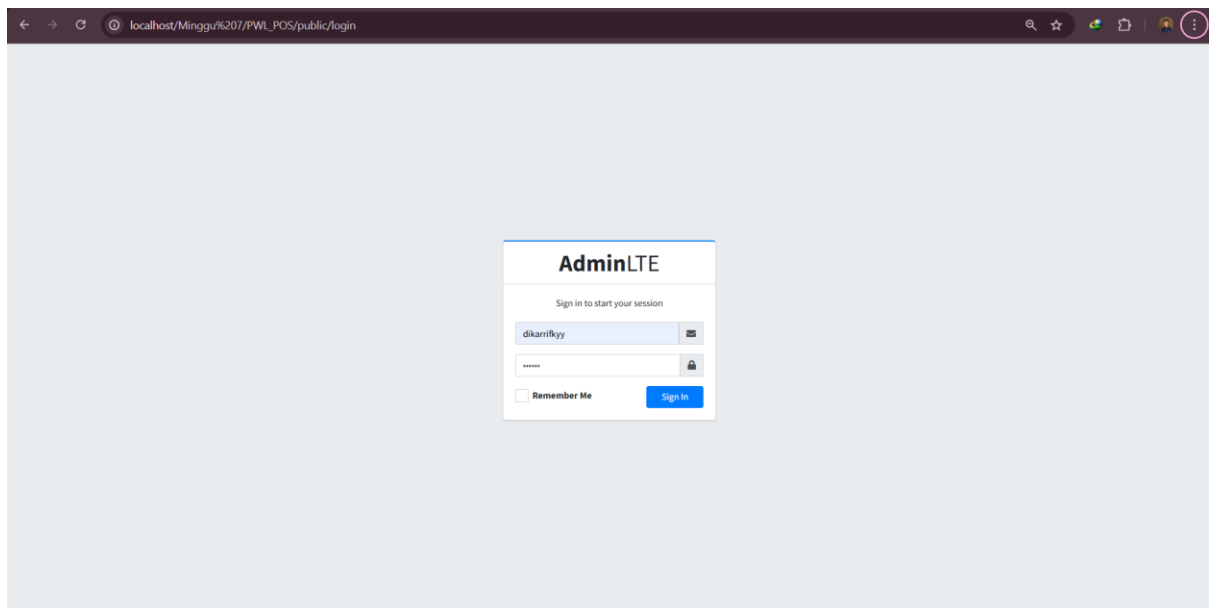 localhost/Minggu%207/PWL_POS/public/login
AdminLTE
Sign in to start your session
dikarrifkyy
••••••
Remember Me
Sign In